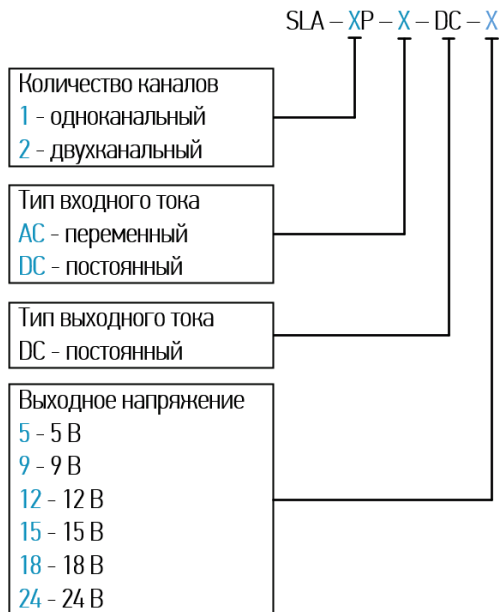 SLA – XP – X – DC – X
Количество каналов
1 - одноканальный
2 - двухканальный
Тип входного тока
AC - переменный
DC - постоянный
Тип выходного тока
DC - постоянный
Выходное напряжение
5 - 5 В
9 - 9 В
12 - 12 В
15 - 15 В
18 - 18 В
24 - 24 В